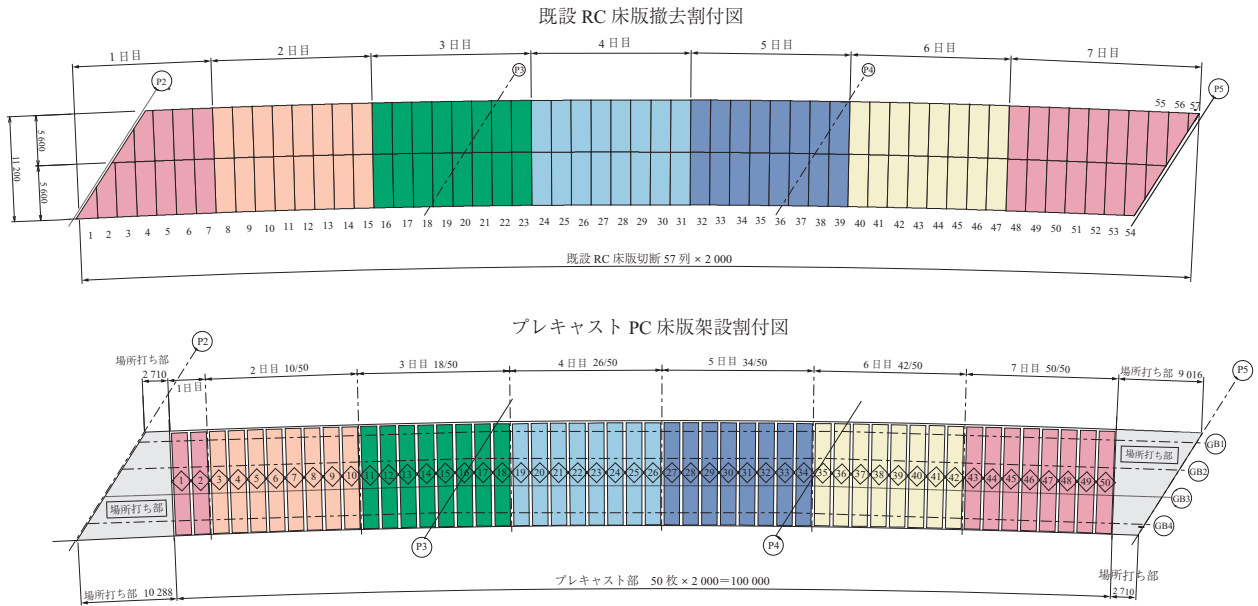 既設 RC 床版撤去割付図
1 日目
2 日目
3 日目
4 日目
5 日目
6 日目
7 日目
P2
P3
P4
P5
55 56 57
11 200
5 600
5 600
1 2 3 4 5 6 7 8 9 10 11 12 13 14 15 16 17 18 19 20 21 22 23 24 25 26 27 28 29 30 31 32 33 34 35 36 37 38 39 40 41 42 43 44 45 46 47 48 49 50 51 52 53 54
既設 RC 床版切断 57 列 × 2 000
プレキャスト PC 床版架設割付図
P2
場所打ち部
2 710
1日目
2 日目 10/50
3 日目 18/50
4 日目 26/50
5 日目 34/50
6 日目 42/50
7 日目 50/50
場所打ち部 9 016
P5
GB1
場所打ち部
GB2
1 2 3 4 5 6 7 8 9 10 11 12 13 14 15 16 17 18 19 20 21 22 23 24 25 26 27 28 29 30 31 32 33 34 35 36 37 38 39 40 41 42 43 44 45 46 47 48 49 50
GB3
場所打ち部
GB4
P3
P4
場所打ち部 10 288
プレキャスト部 50 枚 × 2 000＝100 000
場所打ち部
2 710